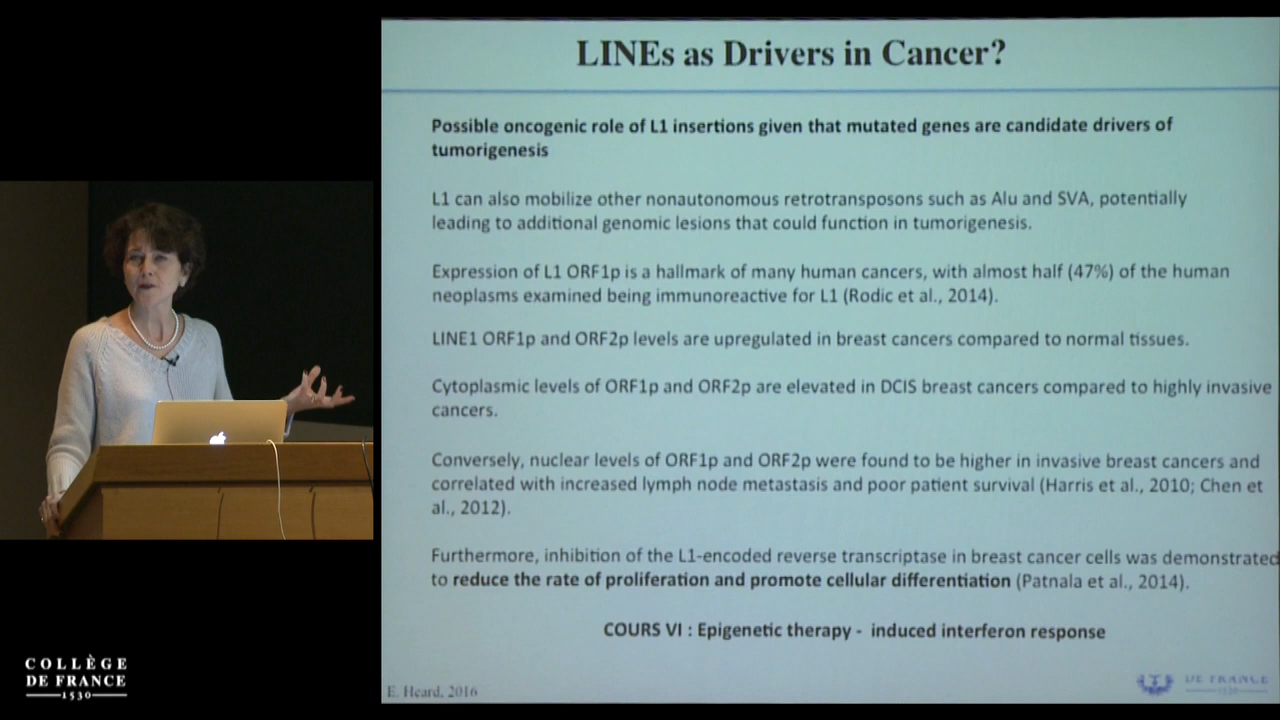 LINEs as Drivers in Cancer?
Possible oncogenic role of L1 insertions given that mutated genes are candidate drivers of
tumorigenesis
L1 can also mobilize other nonautonomous retrotransposons such as Alu and SVA, potentially
leading to additional genomic lesions that could function in tumorigenesis.
Expression of L1 ORF1p is a hallmark of many human cancers, with almost half (47%) of the human
neoplasms examined being immunoreactive for L1 (Rodic et al., 2014).
LINE1 ORF1p and ORF2p levels are upregulated in breast cancers compared to normal tissues.
Cytoplasmic levels of ORF1p and ORF2p are elevated in DCIS breast cancers compared to highly invasive
cancers.
Conversely, nuclear levels of ORF1p and ORF2p were found to be higher in invasive breast cancers and
correlated with increased lymph node metastasis and poor patient survival (Harris et al., 2010; Chen et
al., 2012).
Furthermore, inhibition of the L1-encoded reverse transcriptase in breast cancer cells was demonstrated
to reduce the rate of proliferation and promote cellular differentiation (Patnala et al., 2014).
COURS VI : Epigenetic therapy - induced interferon response
E. Heard, 2016
DE FRANCE
1530
COLLÈGE
DE FRANCE
1530